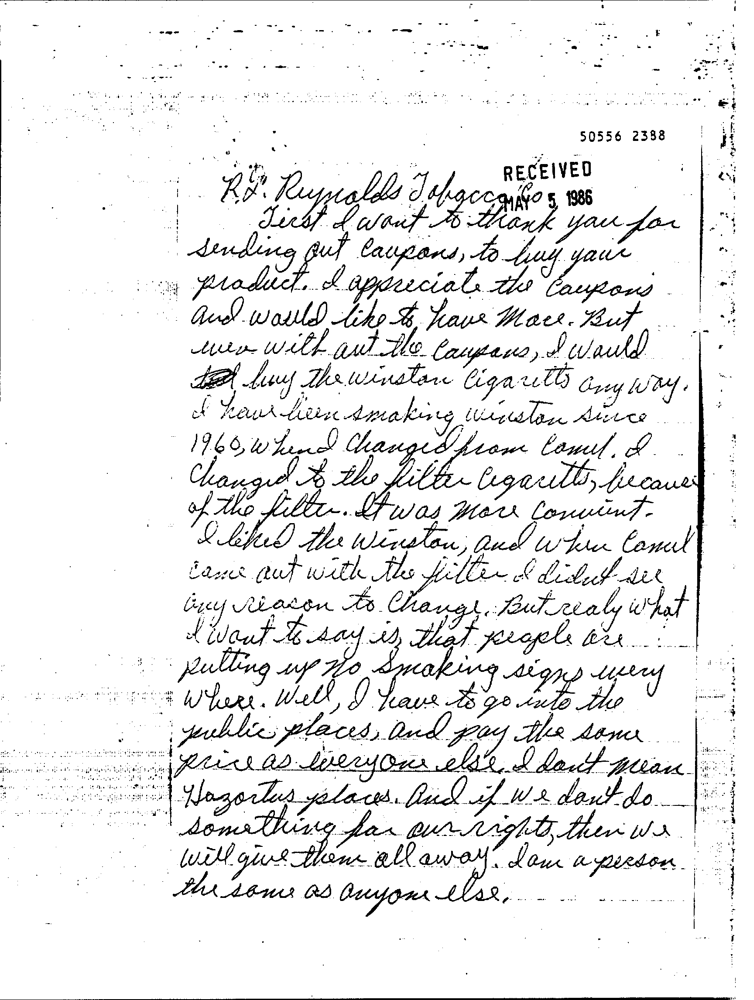 50556 2388
RECEIVED
MAY 5 1986
R.J. Reynolds Tobacco Co
First I want to thank you for
sending out Coupons, to buy your
product. I appreciate the Coupons
and would like to have More. But
even with out the Coupons, I would
buy the winston Cigaretts any way.
I have been smoking winston since
1960, when I Changed from Camel. I
Changed to the filter Cegaretts, because
of the filter. It was More convient.
I liked the Winston, and when Camel
came out with the filter I didnt see
any reason to Change. But realy what
I want to say is, that people are
putting up No Smoking signs every
where. Well, I have to go into the
public places, and pay the same
price as everyone else. I dont mean
Hazortus places. And if we dont do
something for our rights, then we
will give them all away. I am a person
the same as anyone else.